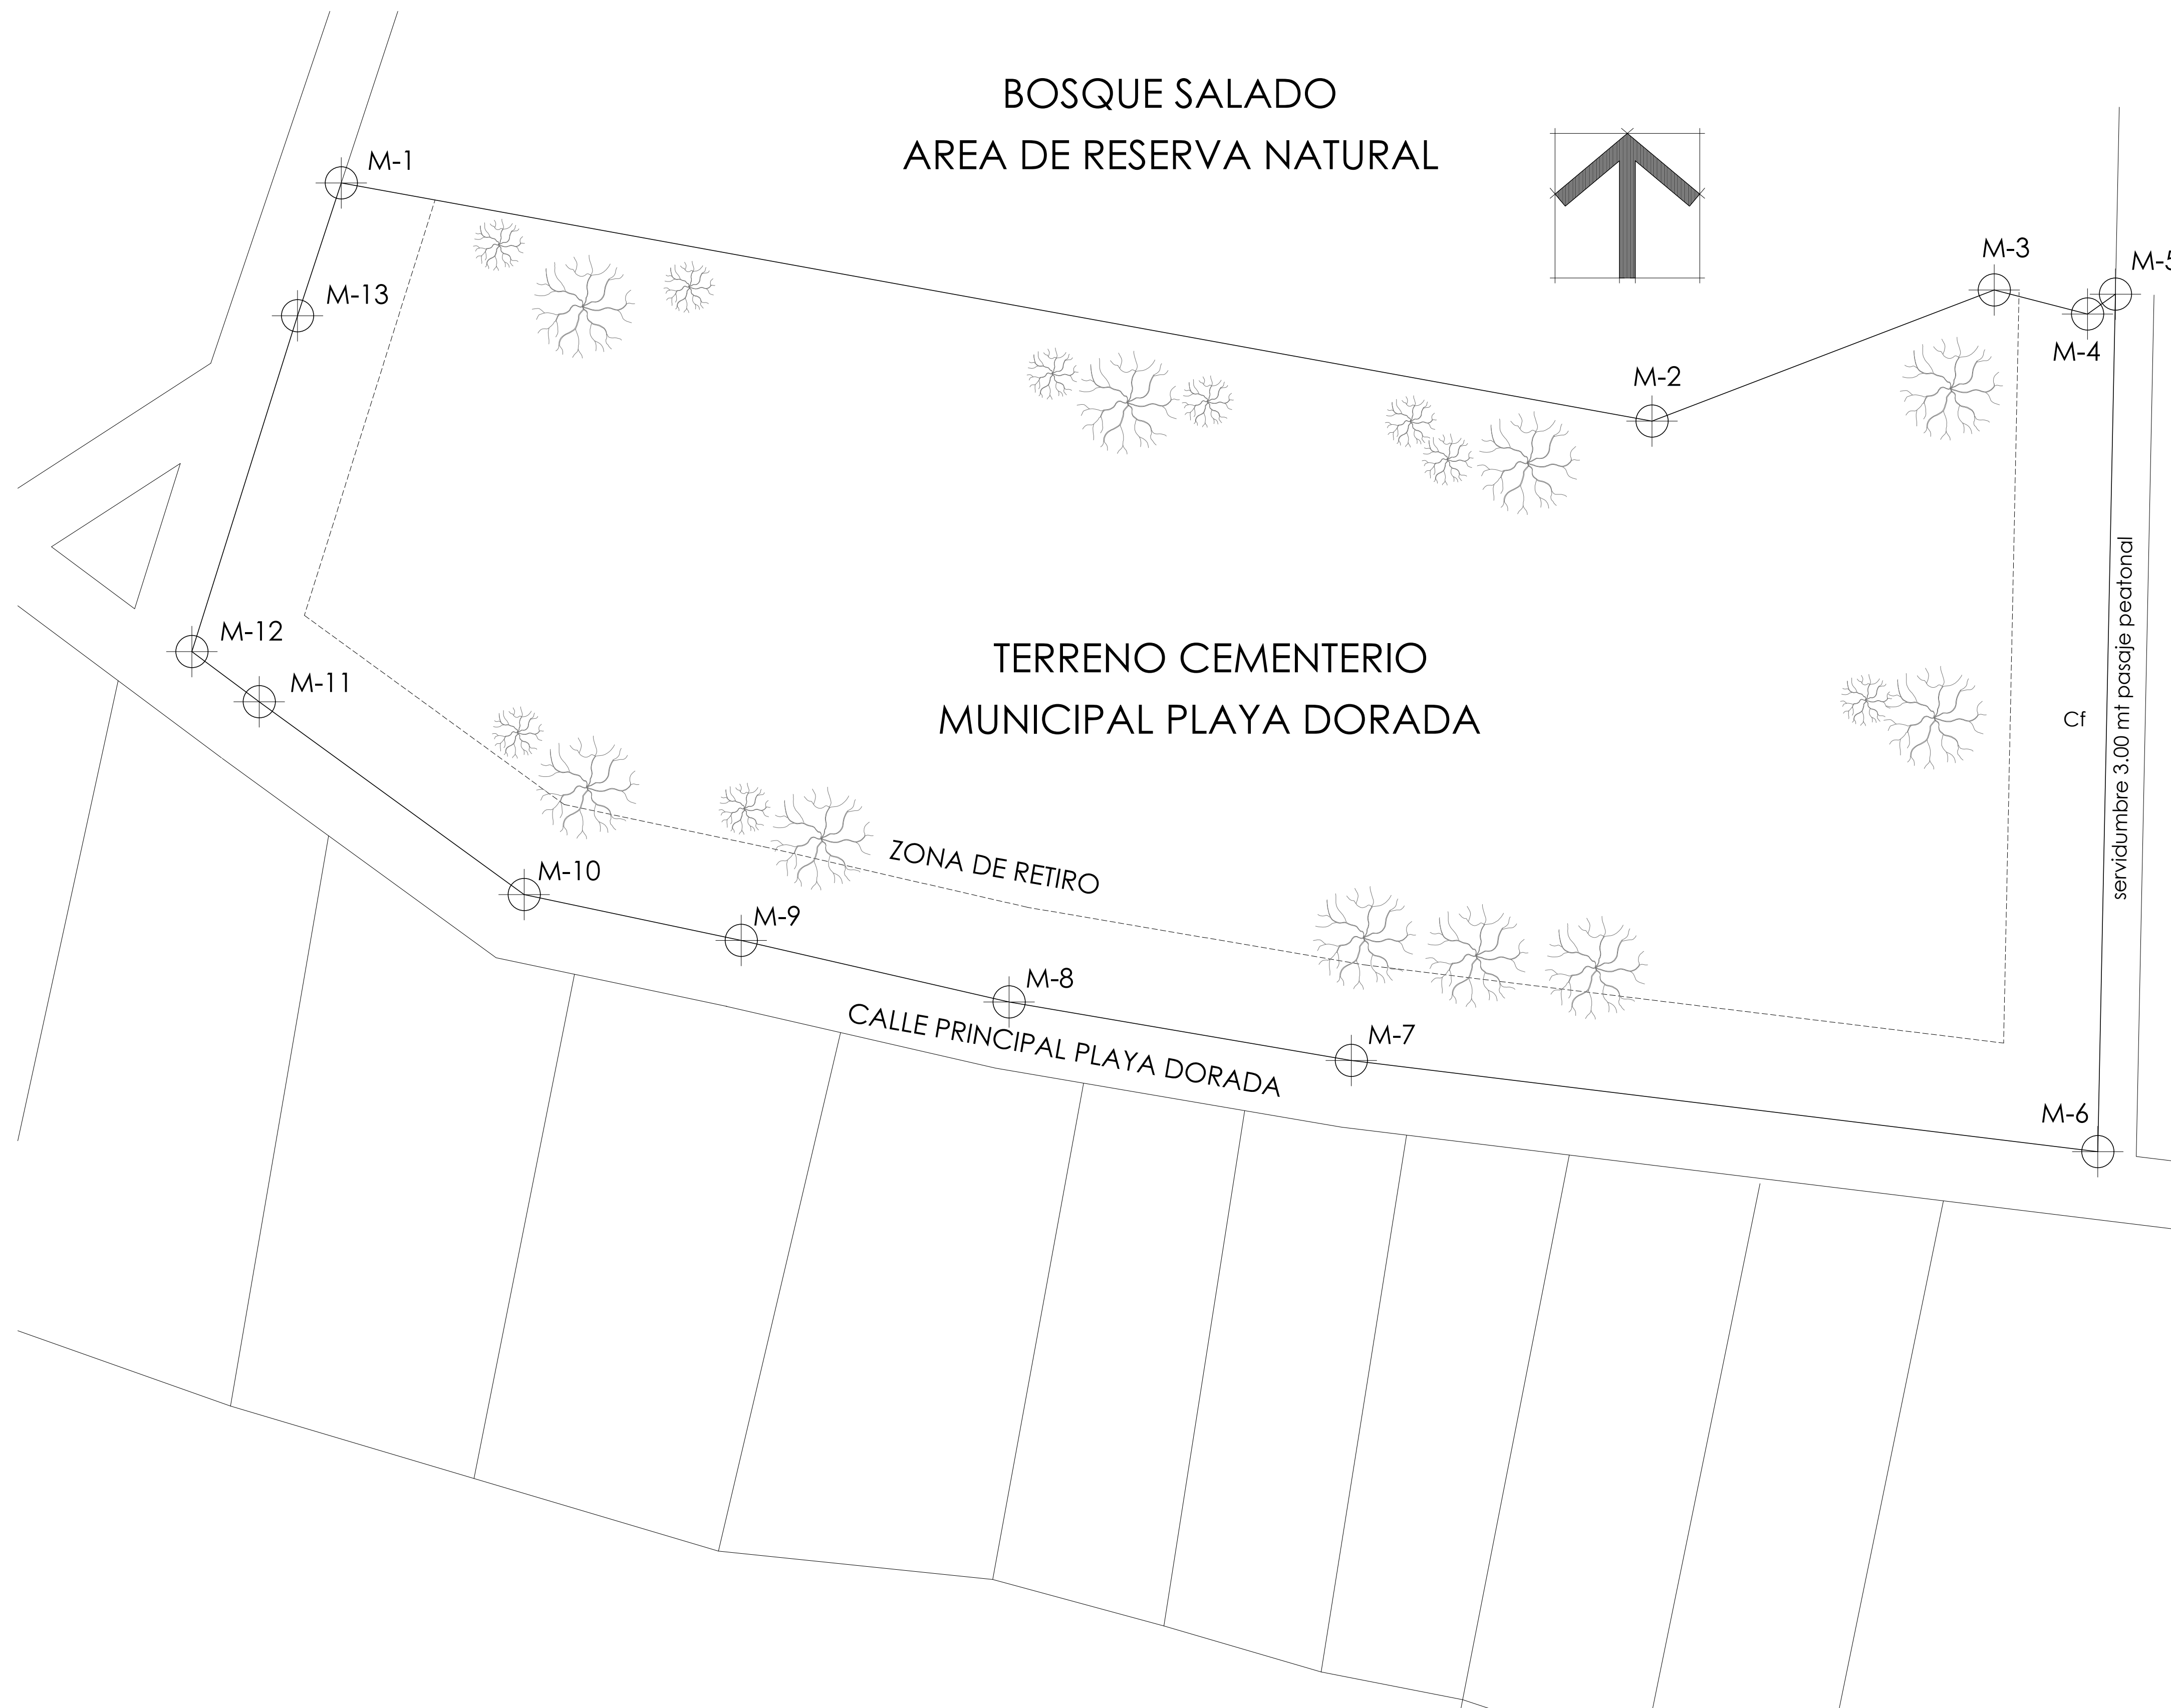 BOSQUE SALADO
AREA DE RESERVA NATURAL
M-1
M-3
M-5
M-13
M-4
M-2
servidumbre 3.00 mt pasaje peatonal
M-12
TERRENO CEMENTERIO
MUNICIPAL PLAYA DORADA
M-11
Cf
ZONA DE RETIRO
M-10
M-9
M-8
CALLE PRINCIPAL PLAYA DORADA
M-7
M-6